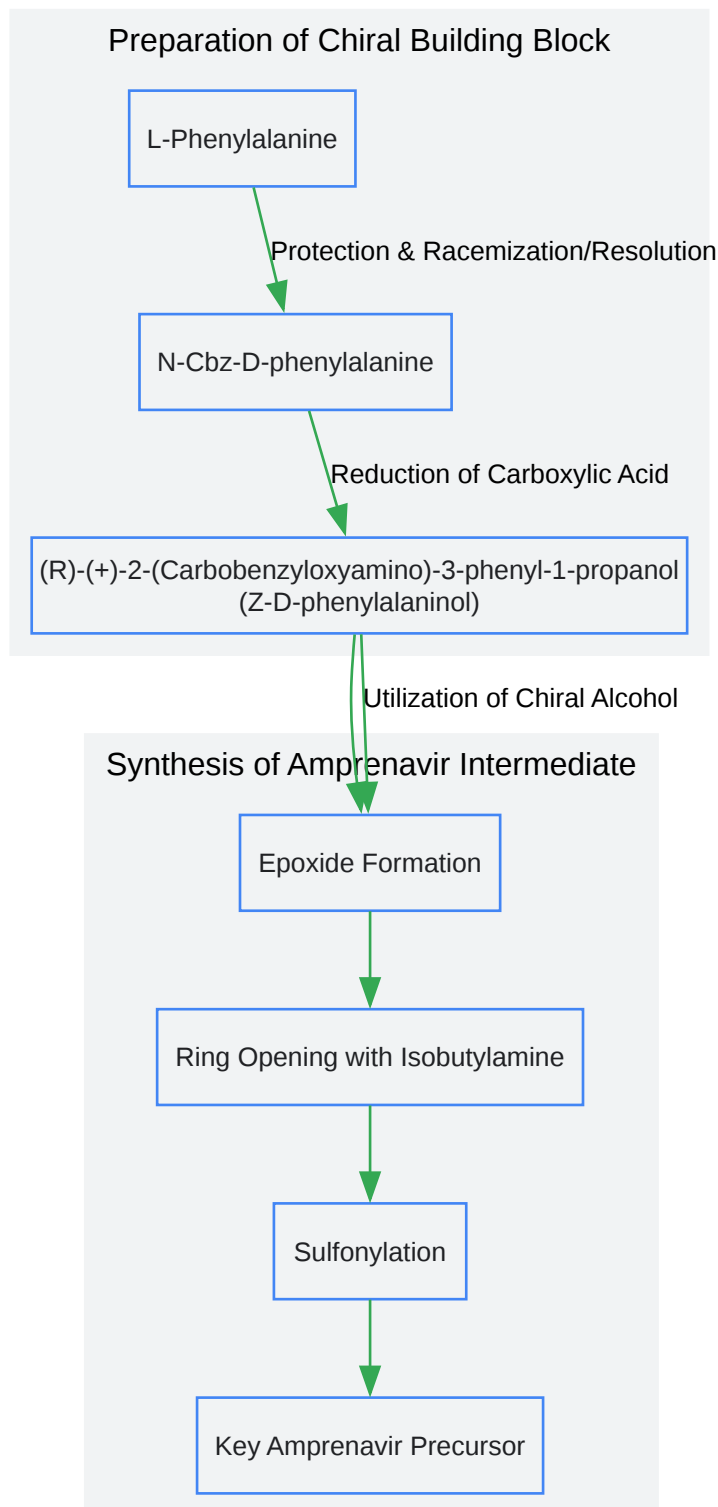 Preparation of Chiral Building Block
L-Phenylalanine
Protection & Racemization/Resolution
N-Cbz-D-phenylalanine
Reduction of Carboxylic Acid
(R)-(+)-2-(Carbobenzyloxyamino)-3-phenyl-1-propanol
(Z-D-phenylalaninol)
Utilization of Chiral Alcohol
Synthesis of Amprenavir Intermediate
Epoxide Formation
Ring Opening with Isobutylamine
Sulfonylation
Key Amprenavir Precursor